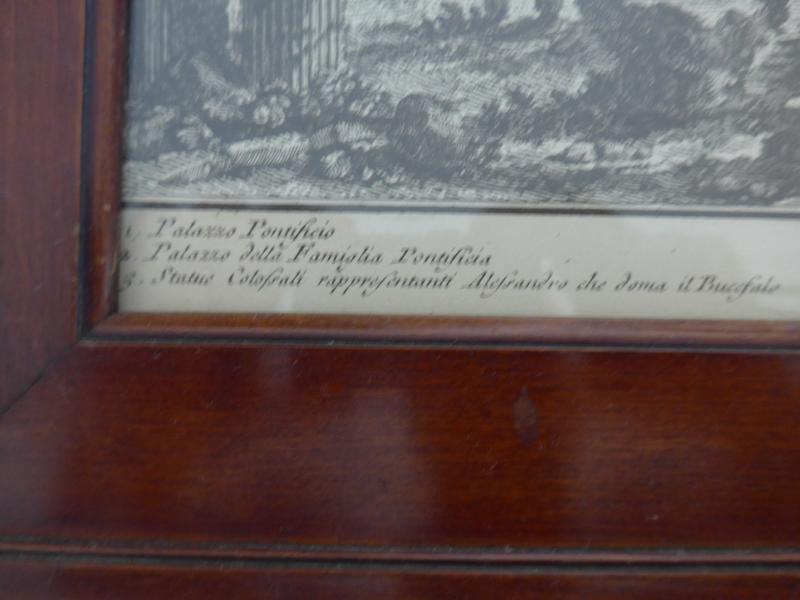 1. Palazzo Pontificio
2. Palazzo della Famiglia Pontificia
3. Statue Coloſsali rappreſentanti Aleſsandro che doma il Bucefalo